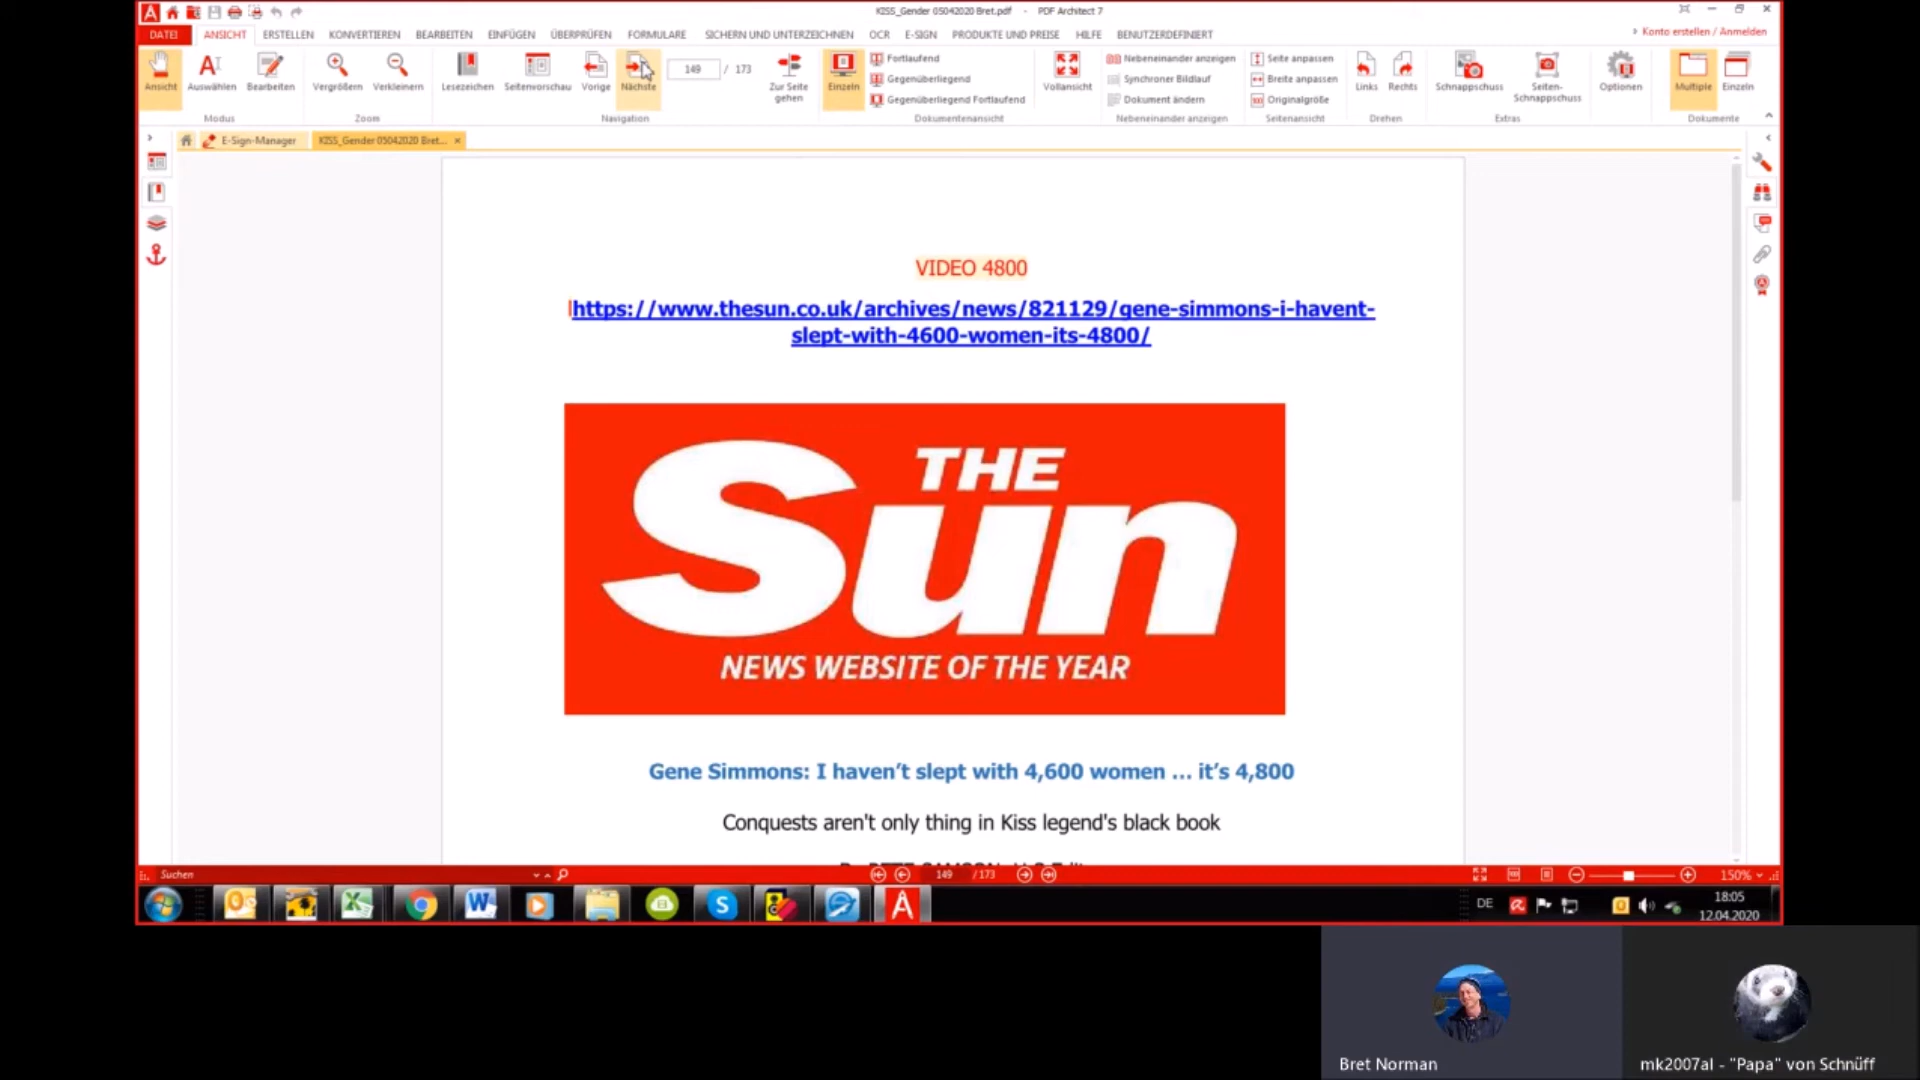 KISS_Gender 05042020 Bret.pdf - PDF Architect 7
DATEI ANSICHT ERSTELLEN KONVERTIEREN BEARBEITEN EINFÜGEN ÜBERPRÜFEN FORMULARE SICHERN UND UNTERZEICHNEN OCR E-SIGN PRODUKTE UND PREISE HILFE BENUTZERDEFINIERT
Konto erstellen / Anmelden
Ansicht Auswählen Bearbeiten
Modus
Vergrößern Verkleinern
Zoom
Lesezeichen Seitenvorschau Vorige Nächste 149 / 173 Zur Seite gehen
Navigation
Einzeln
Fortlaufend
Gegenüberliegend
Gegenüberliegend Fortlaufend
Vollansicht
Dokumentenansicht
Nebeneinander anzeigen
Synchroner Bildlauf
Dokument ändern
Nebeneinander anzeigen
Seite anpassen
Breite anpassen
Originalgröße
Seitenansicht
Links Rechts
Drehen
Schnappschuss Seiten-Schnappschuss Optionen
Extras
Multiple Einzeln
Dokumente
E-Sign-Manager KISS_Gender 05042020 Bret...
VIDEO 4800
https://www.thesun.co.uk/archives/news/821129/gene-simmons-i-havent-
slept-with-4600-women-its-4800/
THE
Sun
NEWS WEBSITE OF THE YEAR
Gene Simmons: I haven't slept with 4,600 women … it's 4,800
Conquests aren't only thing in Kiss legend's black book
Suchen 149 / 173 150%
DE 18:05
12.04.2020
Bret Norman mk2007al - "Papa" von Schnüff